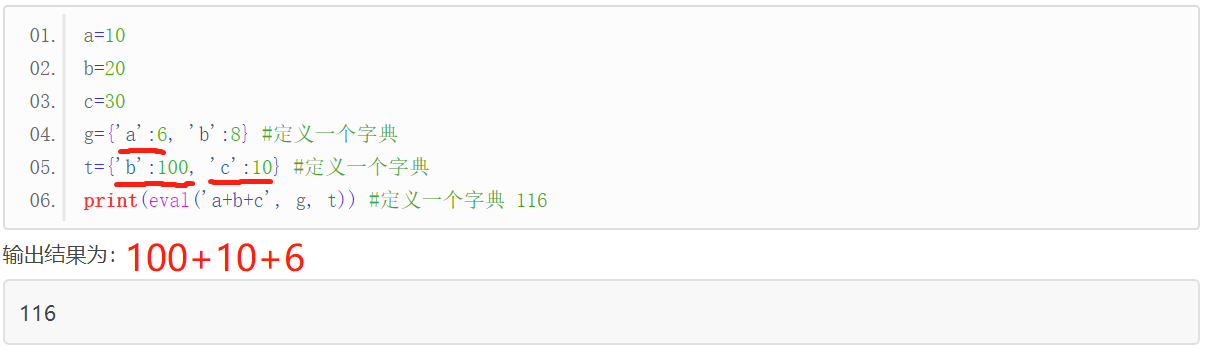 01. a=10
02. b=20
03. c=30
04. g={'a':6, 'b':8} #定义一个字典
05. t={'b':100, 'c':10} #定义一个字典
06. print(eval('a+b+c', g, t)) #定义一个字典 116
输出结果为：100+10+6
116